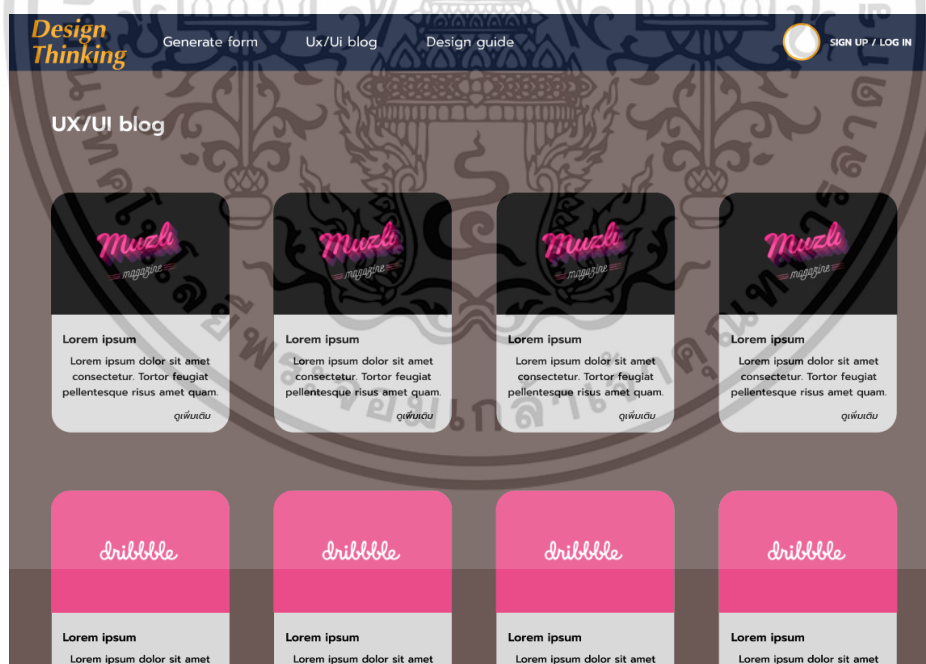 Design
Thinking
Generate form
Ux/Ui blog
Design guide
SIGN UP / LOG IN
UX/UI blog
Muzli
magazine
Muzli
magazine
Muzli
magazine
Muzli
magazine
Lorem ipsum
Lorem ipsum dolor sit amet
consectetur. Tortor feugiat
pellentesque risus amet quam.
ดูเพิ่มเติม
Lorem ipsum
Lorem ipsum dolor sit amet
consectetur. Tortor feugiat
pellentesque risus amet quam.
ดูเพิ่มเติม
Lorem ipsum
Lorem ipsum dolor sit amet
consectetur. Tortor feugiat
pellentesque risus amet quam.
ดูเพิ่มเติม
Lorem ipsum
Lorem ipsum dolor sit amet
consectetur. Tortor feugiat
pellentesque risus amet quam.
ดูเพิ่มเติม
dribbble
dribbble
dribbble
dribbble
Lorem ipsum
Lorem ipsum dolor sit amet
Lorem ipsum
Lorem ipsum dolor sit amet
Lorem ipsum
Lorem ipsum dolor sit amet
Lorem ipsum
Lorem ipsum dolor sit amet